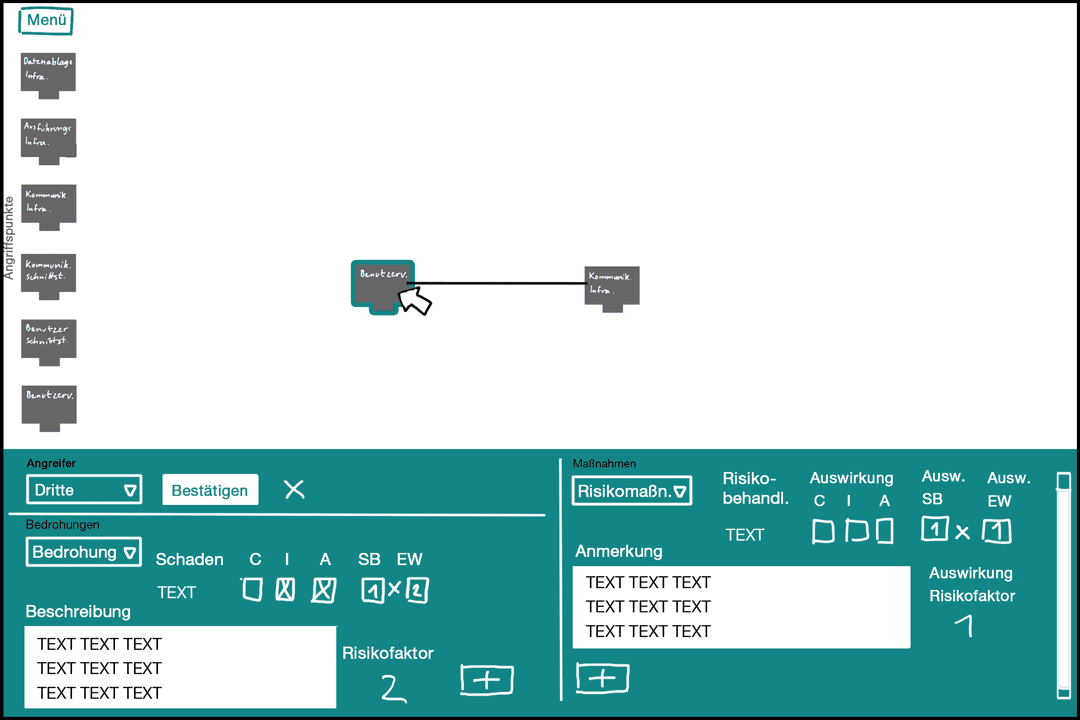 Menü
Datenablage
Infra.
Ausführungs
Infra.
Kommunik.
Infra.
Kommunik.
Schnittst.
Benutzer
Schnittst.
Benutzerv.
Angriffspunkte
Benutzerv.
Kommunik.
Infra.
Angreifer
Dritte
Bestätigen
Bedrohungen
Bedrohung
Schaden C I A SB EW
TEXT 1 x 2
Beschreibung
TEXT TEXT TEXT
TEXT TEXT TEXT
TEXT TEXT TEXT
Risikofaktor
2
+
Maßnahmen
Risikomaßn.
Risiko-
behandl.
TEXT
Auswirkung
C I A
Ausw.
SB
Ausw.
EW
1 x 1
Anmerkung
TEXT TEXT TEXT
TEXT TEXT TEXT
TEXT TEXT TEXT
Auswirkung
Risikofaktor
1
+